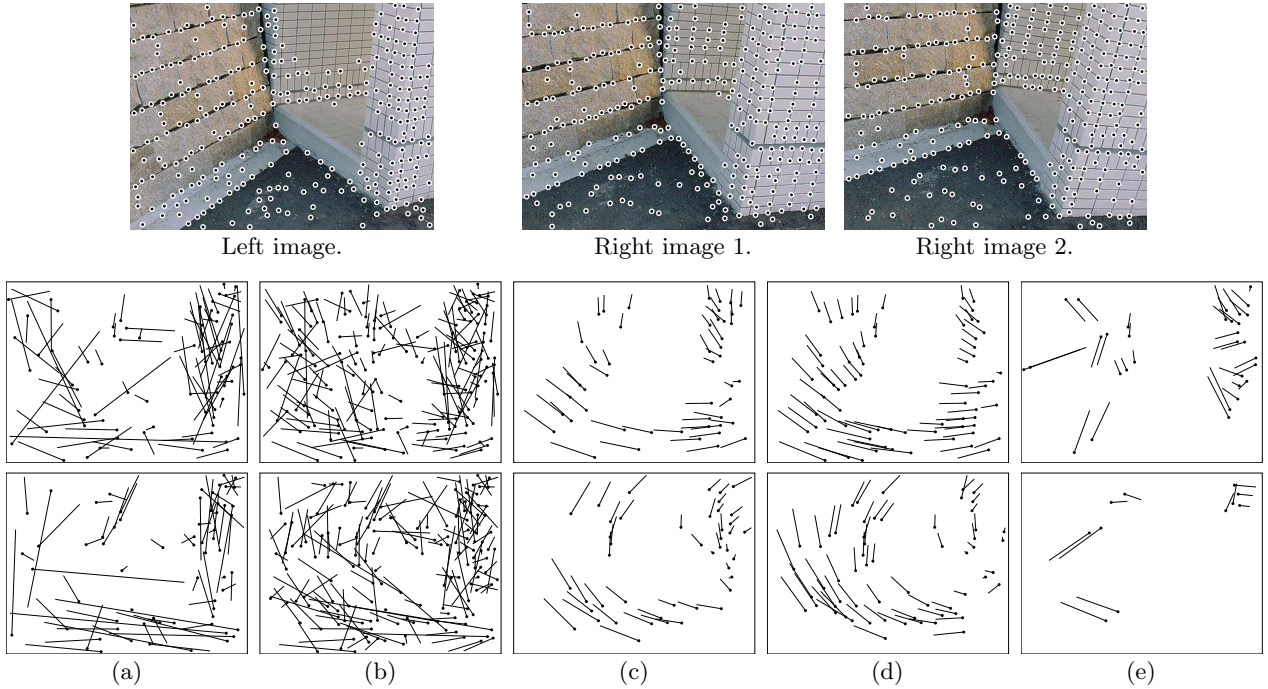 Left image.
Right image 1.
Right image 2.
(a)
(b)
(c)
(d)
(e)